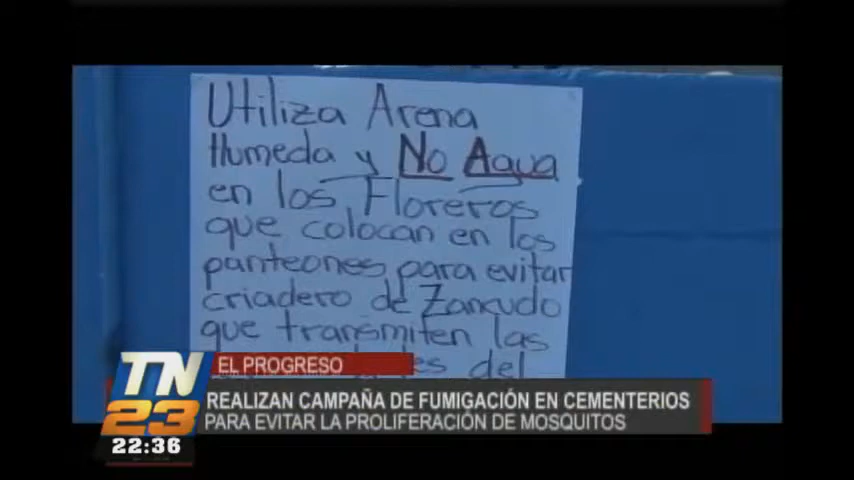 Utiliza Arena
Humeda y No Agua
en los Floreros
que colocan en los
panteones para evitar
criadero de Zancudo
que transmiten las
es del
TN
23
22:36
EL PROGRESO
REALIZAN CAMPAÑA DE FUMIGACIÓN EN CEMENTERIOS
PARA EVITAR LA PROLIFERACIÓN DE MOSQUITOS